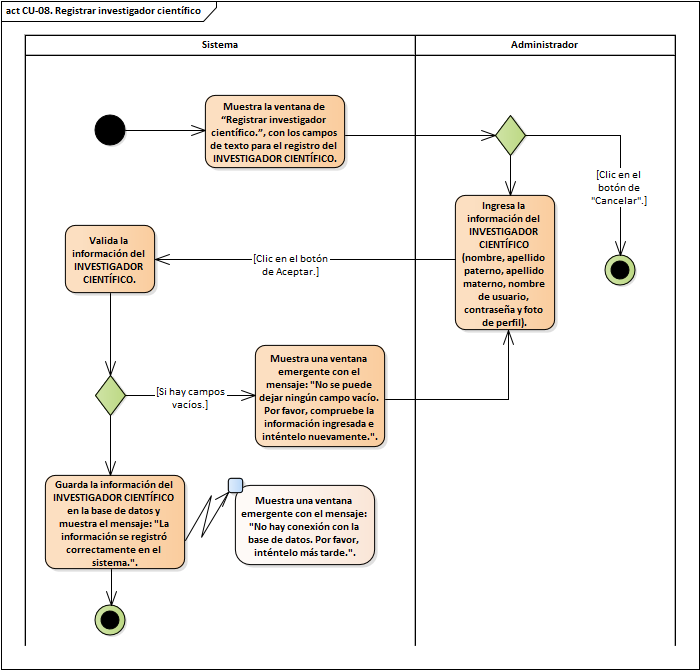 act CU-08. Registrar investigador científico
Sistema
Administrador
Muestra la ventana de
“Registrar investigador
científico.”, con los campos
de texto para el registro del
INVESTIGADOR CIENTÍFICO.
[Clic en el
botón de
"Cancelar".]
Ingresa la
información del
INVESTIGADOR
CIENTÍFICO
(nombre, apellido
paterno, apellido
materno, nombre
de usuario,
contraseña y foto
de perfil).
[Clic en el botón
de Aceptar.]
Valida la
información del
INVESTIGADOR
CIENTÍFICO.
[Si hay campos
vacíos.]
Muestra una ventana
emergente con el
mensaje: "No se puede
dejar ningún campo vacío.
Por favor, compruebe la
información ingresada e
inténtelo nuevamente.".
Guarda la información del
INVESTIGADOR CIENTÍFICO
en la base de datos y
muestra el mensaje: "La
información se registró
correctamente en el
sistema.".
Muestra una ventana
emergente con el mensaje:
"No hay conexión con la
base de datos. Por favor,
inténtelo más tarde.".